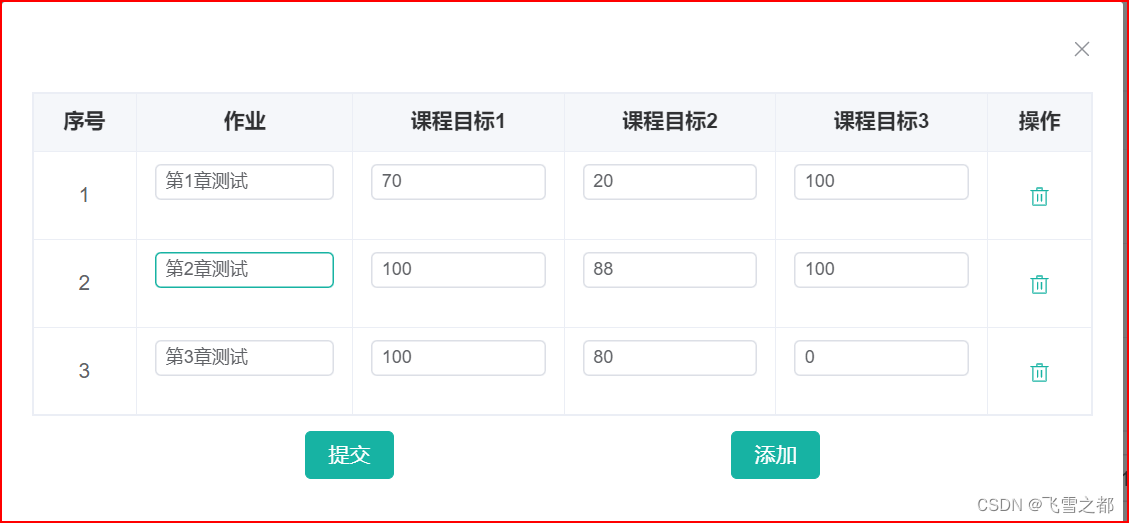 序号 作业 课程目标1 课程目标2 课程目标3 操作
1 第1章测试 70 20 100
2 第2章测试 100 88 100
3 第3章测试 100 80 0
提交 添加
CSDN @飞雪之都